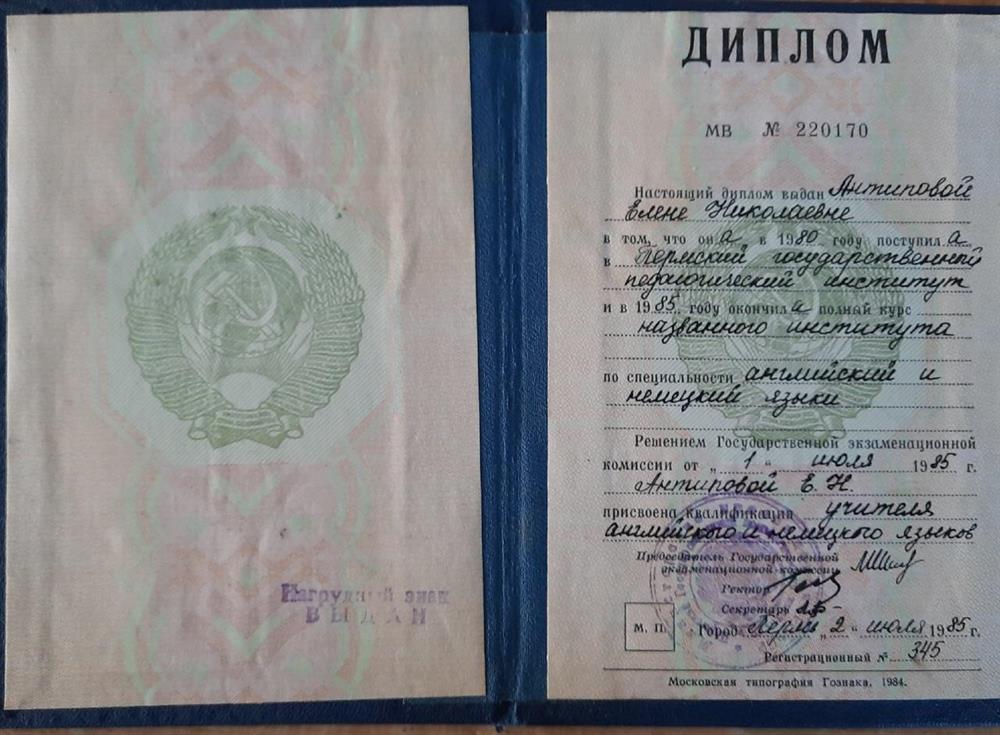 Нагрудный знак
ВЫДАН
ДИПЛОМ
МВ № 220170
Настоящий диплом выдан Антиповой
Елене Николаевне
в том, что она в 1980 году поступила
в Пермский государственный
педагогический институт
и в 1985 году окончила полный курс
названного института
по специальности английский и
немецкий языки
Решением Государственной экзаменационной
комиссии от „1“ июля 1985 г.
Антиповой Е. Н.
присвоена квалификация учителя
английского и немецкого языков
Председатель Государственной
экзаменационной комиссии
Ректор
Секретарь
М. П. Город Пермь „2“ июля 1985 г.
Регистрационный № 345
Московская типография Гознака. 1984.